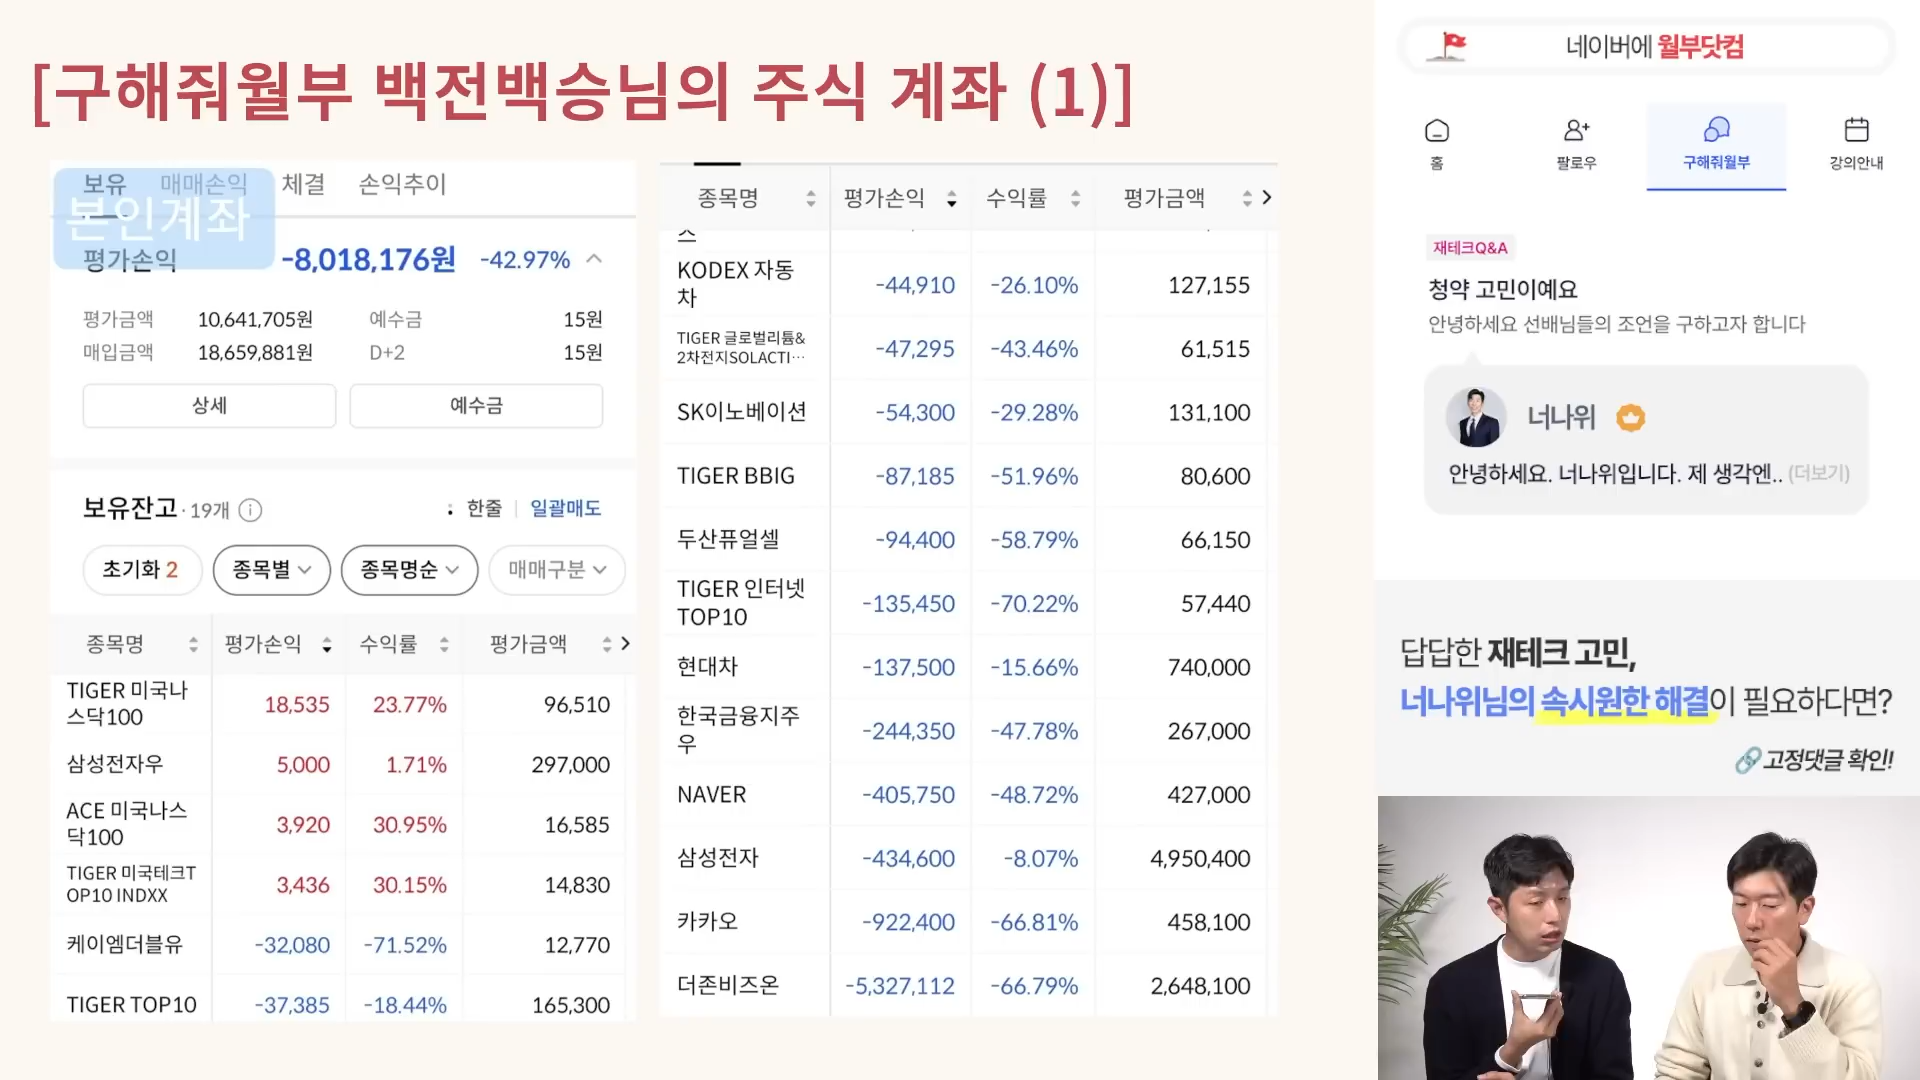 [구해줘월부 백전백승님의 주식 계좌 (1)]
보유 매매손익 체결 손익추이
본인계좌
평가손익 -8,018,176원 -42.97%
평가금액 10,641,705원 예수금 15원
매입금액 18,659,881원 D+2 15원
상세 예수금
보유잔고 · 19개 한줄 | 일괄매도
초기화 2 종목별 종목명순 매매구분
종목명 평가손익 수익률 평가금액
TIGER 미국나
스닥100 18,535 23.77% 96,510
삼성전자우 5,000 1.71% 297,000
ACE 미국나스
닥100 3,920 30.95% 16,585
TIGER 미국테크T
OP10 INDXX 3,436 30.15% 14,830
케이엠더블유 -32,080 -71.52% 12,770
TIGER TOP10 -37,385 -18.44% 165,300
종목명 평가손익 수익률 평가금액
스
KODEX 자동
차 -44,910 -26.10% 127,155
TIGER 글로벌리튬&
2차전지SOLACTI… -47,295 -43.46% 61,515
SK이노베이션 -54,300 -29.28% 131,100
TIGER BBIG -87,185 -51.96% 80,600
두산퓨얼셀 -94,400 -58.79% 66,150
TIGER 인터넷
TOP10 -135,450 -70.22% 57,440
현대차 -137,500 -15.66% 740,000
한국금융지주
우 -244,350 -47.78% 267,000
NAVER -405,750 -48.72% 427,000
삼성전자 -434,600 -8.07% 4,950,400
카카오 -922,400 -66.81% 458,100
더존비즈온 -5,327,112 -66.79% 2,648,100
네이버에 월부닷컴
홈 팔로우 구해줘월부 강의안내
재테크Q&A
청약 고민이예요
안녕하세요 선배님들의 조언을 구하고자 합니다
너나위
안녕하세요. 너나위입니다. 제 생각엔.. (더보기)
답답한 재테크 고민,
너나위님의 속시원한 해결이 필요하다면?
고정댓글 확인!